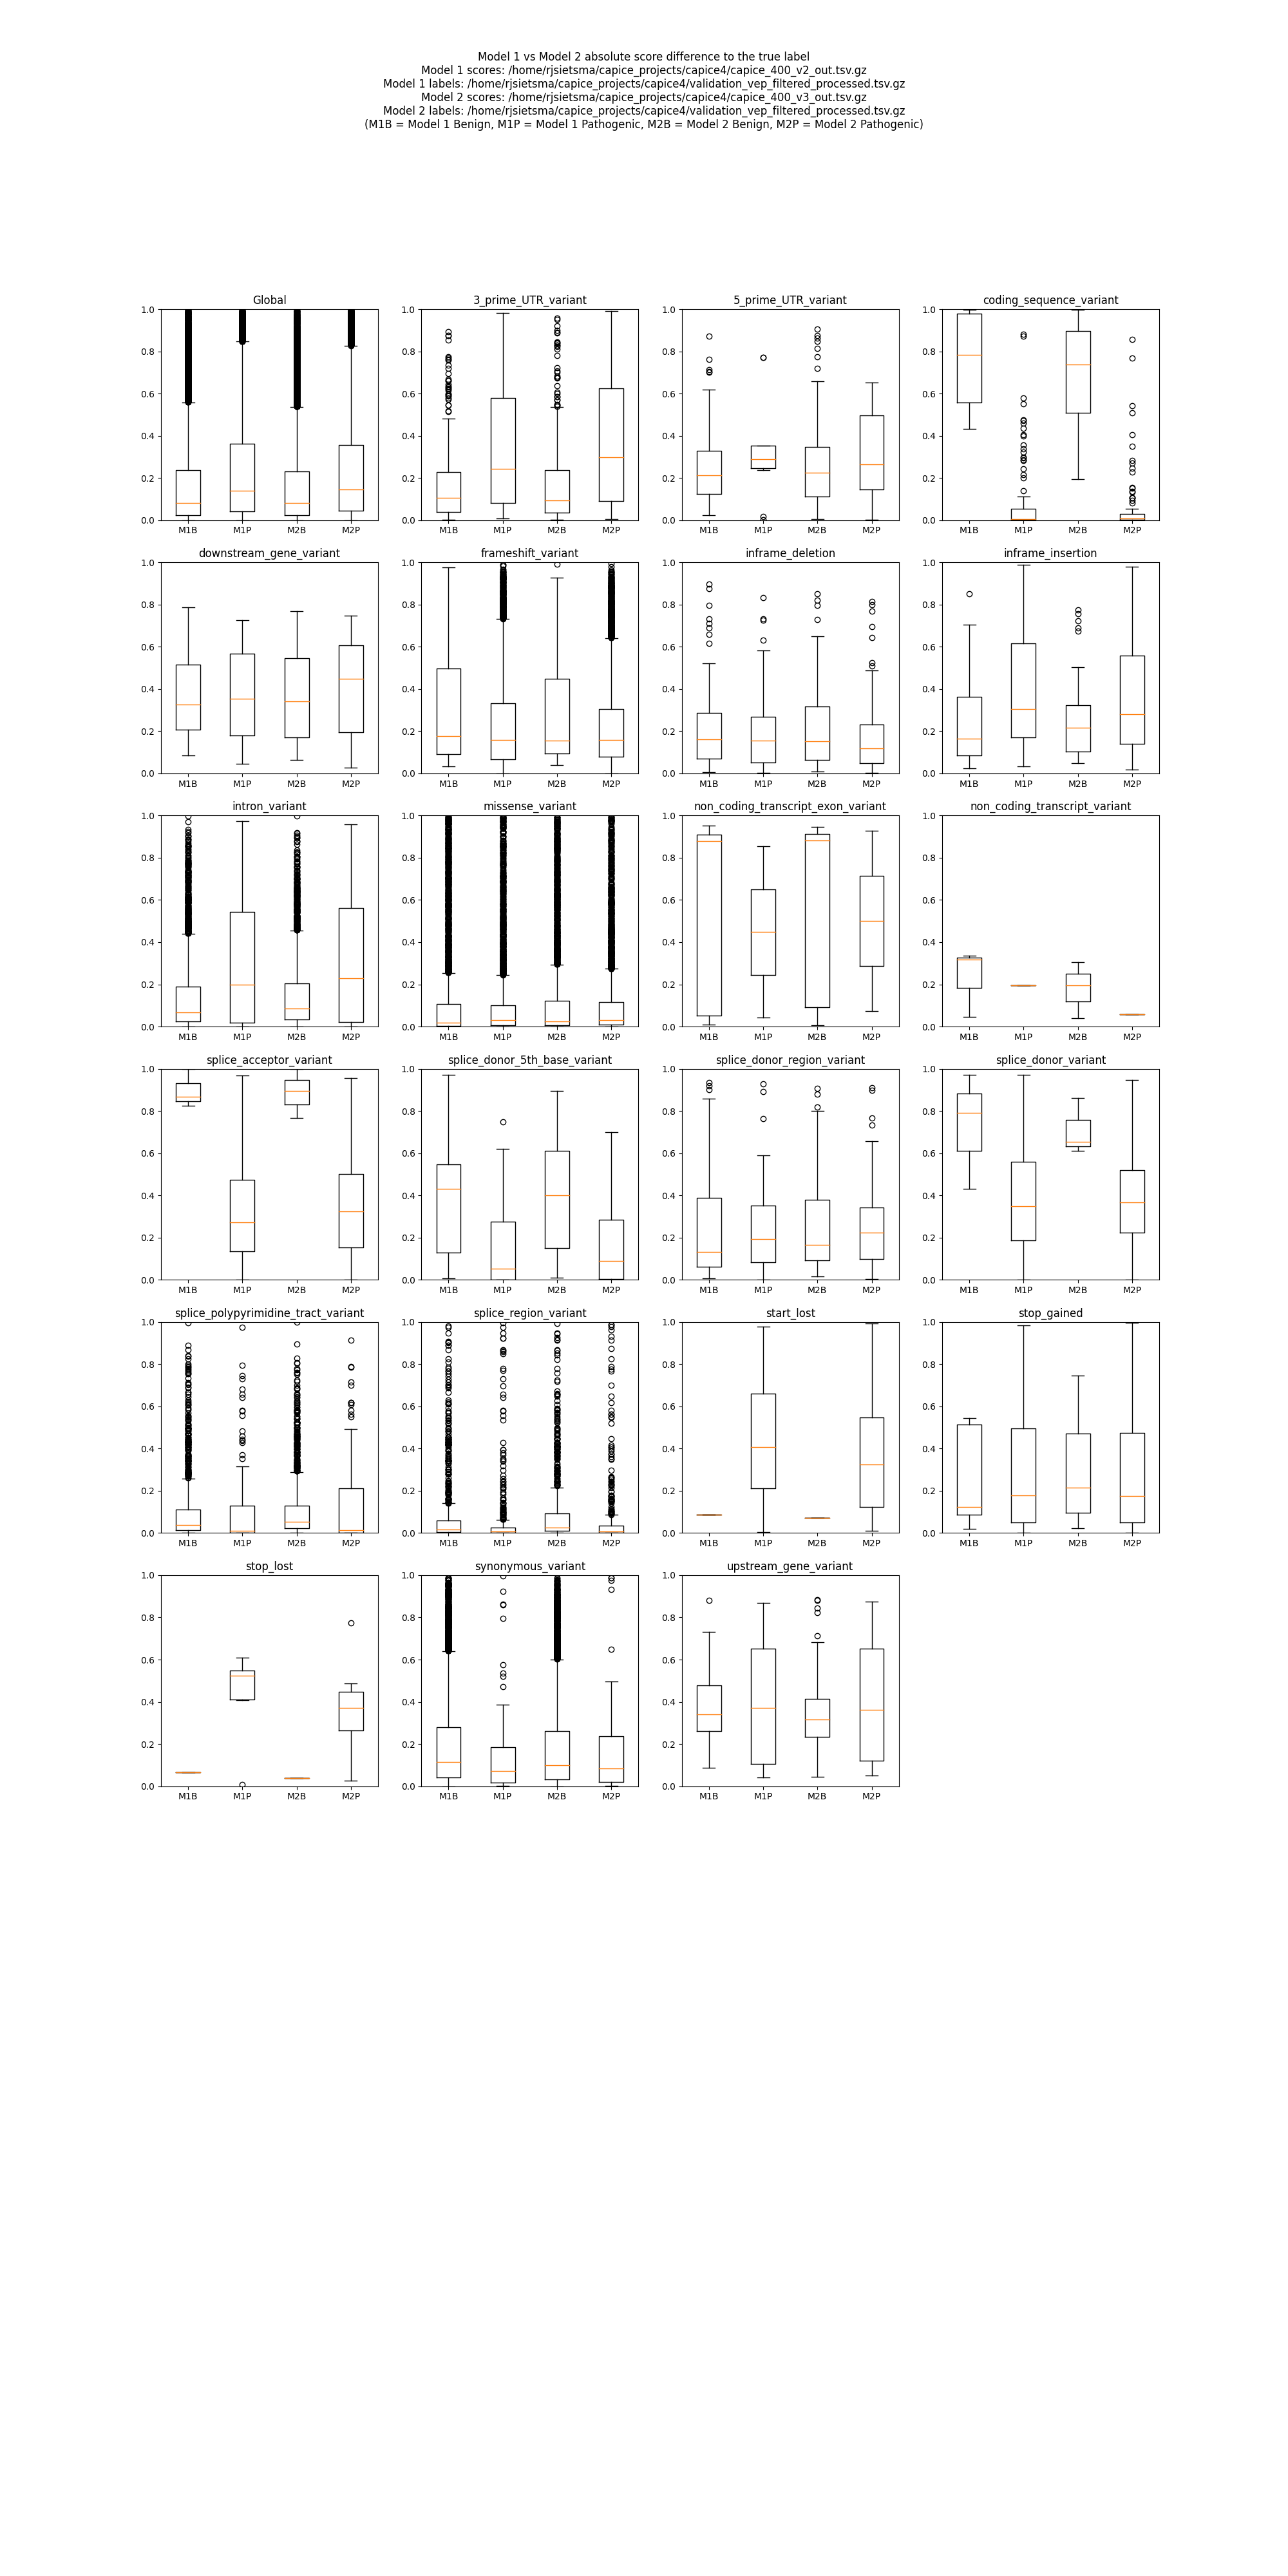 Model 1 vs Model 2 absolute score difference to the true label
Model 1 scores: /home/rjsietsma/capice_projects/capice4/capice_400_v2_out.tsv.gz
Model 1 labels: /home/rjsietsma/capice_projects/capice4/validation_vep_filtered_processed.tsv.gz
Model 2 scores: /home/rjsietsma/capice_projects/capice4/capice_400_v3_out.tsv.gz
Model 2 labels: /home/rjsietsma/capice_projects/capice4/validation_vep_filtered_processed.tsv.gz
(M1B = Model 1 Benign, M1P = Model 1 Pathogenic, M2B = Model 2 Benign, M2P = Model 2 Pathogenic)
Global
1.0
0.8
0.6
0.4
0.2
0.0
M1B M1P M2B M2P
3_prime_UTR_variant
1.0
0.8
0.6
0.4
0.2
0.0
M1B M1P M2B M2P
5_prime_UTR_variant
1.0
0.8
0.6
0.4
0.2
0.0
M1B M1P M2B M2P
coding_sequence_variant
1.0
0.8
0.6
0.4
0.2
0.0
M1B M1P M2B M2P
downstream_gene_variant
1.0
0.8
0.6
0.4
0.2
0.0
M1B M1P M2B M2P
frameshift_variant
1.0
0.8
0.6
0.4
0.2
0.0
M1B M1P M2B M2P
inframe_deletion
1.0
0.8
0.6
0.4
0.2
0.0
M1B M1P M2B M2P
inframe_insertion
1.0
0.8
0.6
0.4
0.2
0.0
M1B M1P M2B M2P
intron_variant
1.0
0.8
0.6
0.4
0.2
0.0
M1B M1P M2B M2P
missense_variant
1.0
0.8
0.6
0.4
0.2
0.0
M1B M1P M2B M2P
non_coding_transcript_exon_variant
1.0
0.8
0.6
0.4
0.2
0.0
M1B M1P M2B M2P
non_coding_transcript_variant
1.0
0.8
0.6
0.4
0.2
0.0
M1B M1P M2B M2P
splice_acceptor_variant
1.0
0.8
0.6
0.4
0.2
0.0
M1B M1P M2B M2P
splice_donor_5th_base_variant
1.0
0.8
0.6
0.4
0.2
0.0
M1B M1P M2B M2P
splice_donor_region_variant
1.0
0.8
0.6
0.4
0.2
0.0
M1B M1P M2B M2P
splice_donor_variant
1.0
0.8
0.6
0.4
0.2
0.0
M1B M1P M2B M2P
splice_polypyrimidine_tract_variant
1.0
0.8
0.6
0.4
0.2
0.0
M1B M1P M2B M2P
splice_region_variant
1.0
0.8
0.6
0.4
0.2
0.0
M1B M1P M2B M2P
start_lost
1.0
0.8
0.6
0.4
0.2
0.0
M1B M1P M2B M2P
stop_gained
1.0
0.8
0.6
0.4
0.2
0.0
M1B M1P M2B M2P
stop_lost
1.0
0.8
0.6
0.4
0.2
0.0
M1B M1P M2B M2P
synonymous_variant
1.0
0.8
0.6
0.4
0.2
0.0
M1B M1P M2B M2P
upstream_gene_variant
1.0
0.8
0.6
0.4
0.2
0.0
M1B M1P M2B M2P